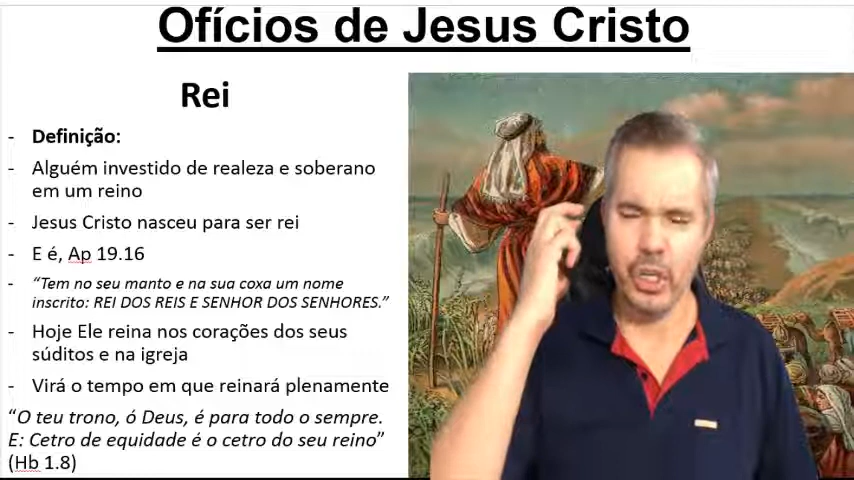 Ofícios de Jesus Cristo
Rei
- Definição:
- Alguém investido de realeza e soberano
em um reino
- Jesus Cristo nasceu para ser rei
- E é, Ap 19.16
- “Tem no seu manto e na sua coxa um nome
inscrito: REI DOS REIS E SENHOR DOS SENHORES.”
- Hoje Ele reina nos corações dos seus
súditos e na igreja
- Virá o tempo em que reinará plenamente
“O teu trono, ó Deus, é para todo o sempre.
E: Cetro de equidade é o cetro do seu reino”
(Hb 1.8)